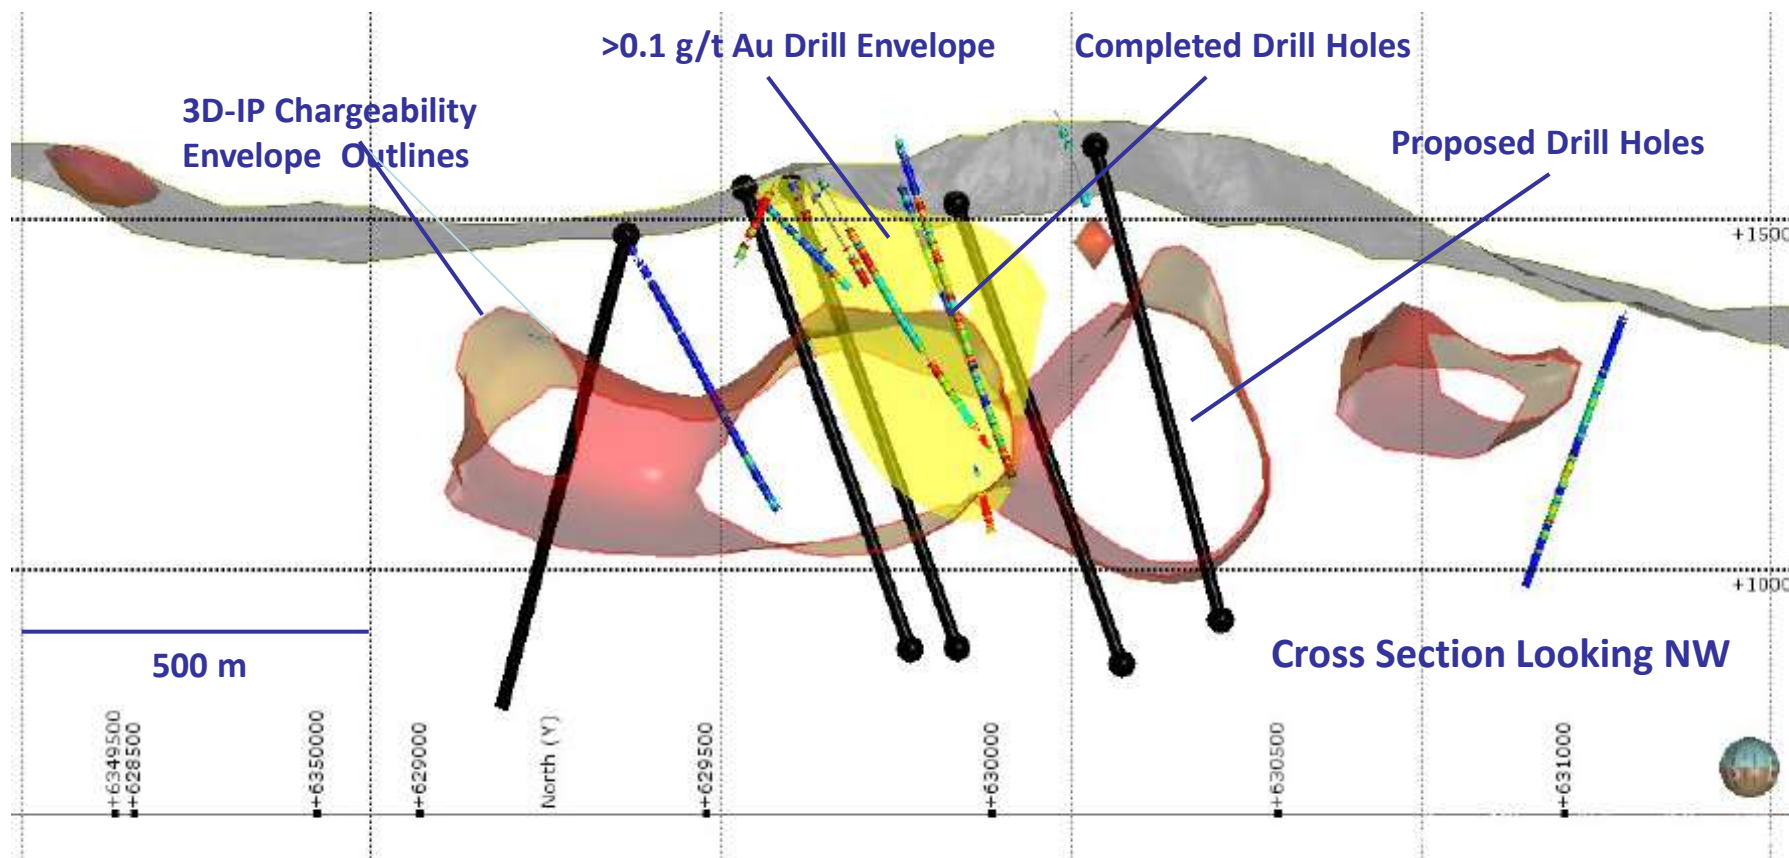 >0.1 g/t Au Drill Envelope
Completed Drill Holes
3D-IP Chargeability
Envelope Outlines
Proposed Drill Holes
+1500
+1000
500 m
Cross Section Looking NW
+6349500
+628500
+6350000
+629000
North (Y)
+629500
+630000
+630500
+631000